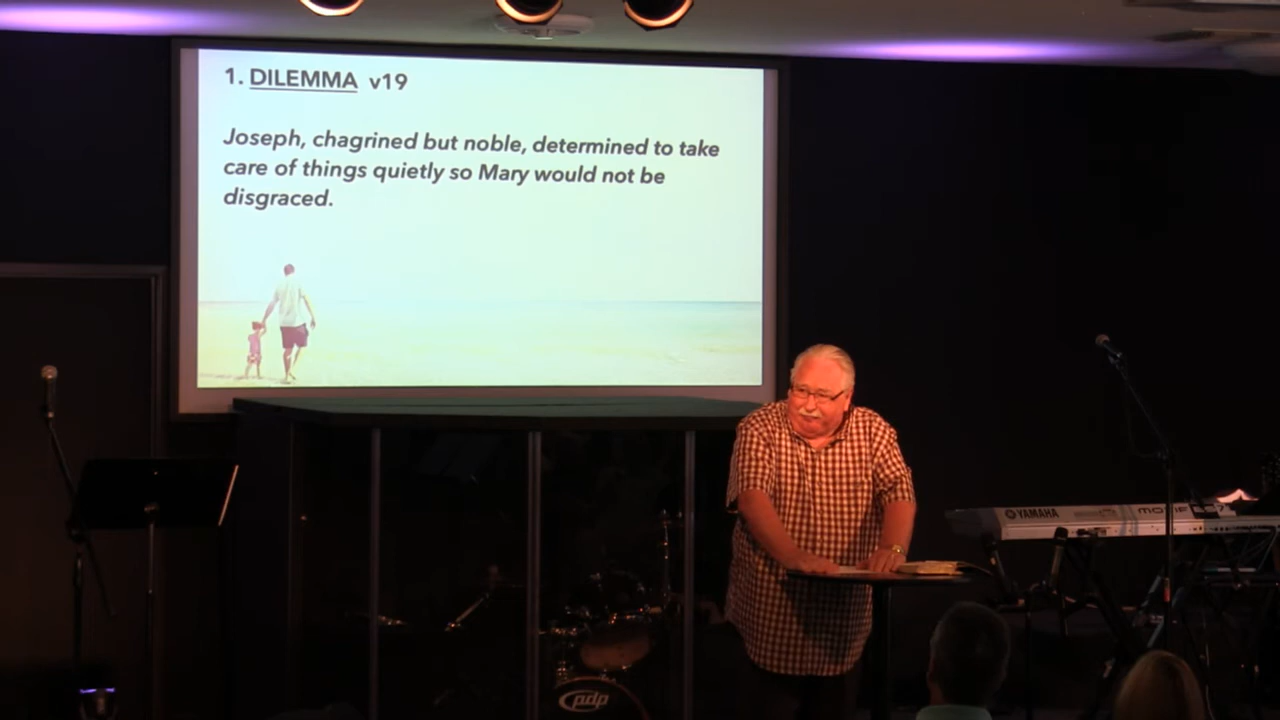 1. DILEMMA v19
Joseph, chagrined but noble, determined to take
care of things quietly so Mary would not be
disgraced.
YAMAHA
pdp